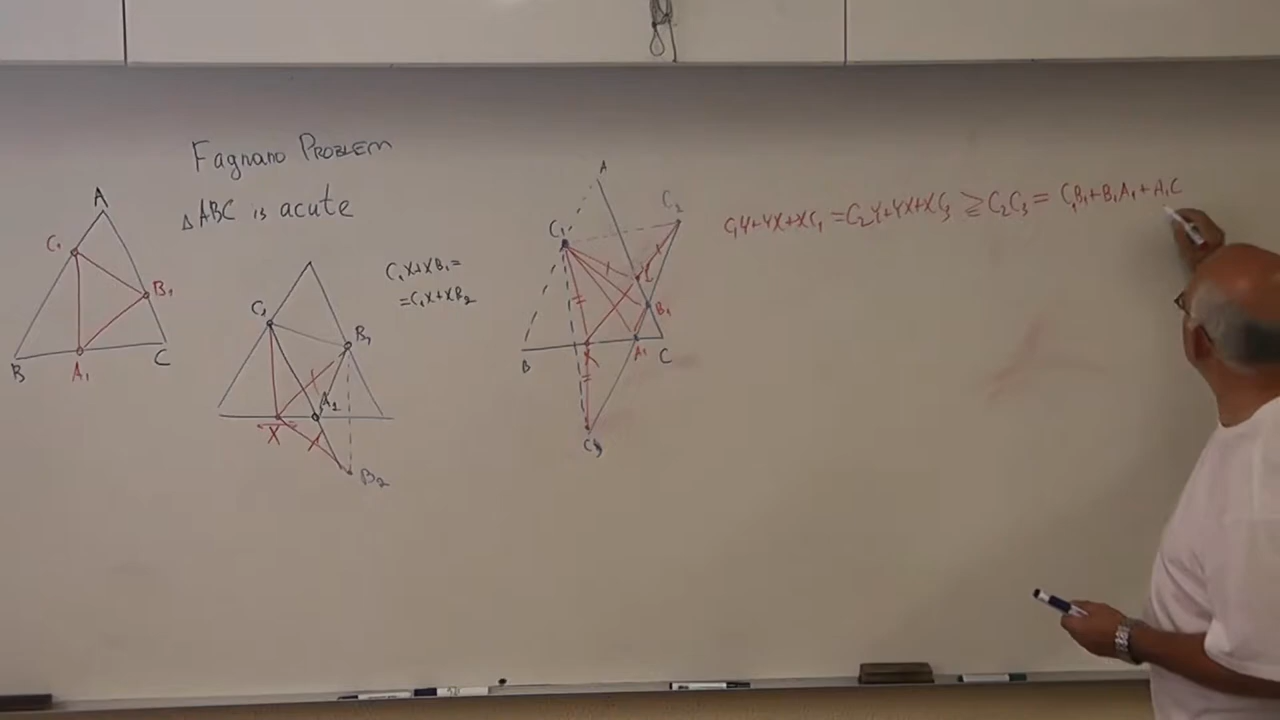 Fagnano PROBLEM
△ABC is acute
A
C₁
B₁
B
A₁
C
C₁
B₁
A₁
X
B₂
C₁X+XB₁=
=C₁X+XB₂
A
C₁
C₂
Y
B₁
B
X
A₁
C
C₃
C₁Y+YX+XC₁ = C₂Y+YX+XC₃ ≥ C₂C₃ = C₁B₁+B₁A₁+A₁C